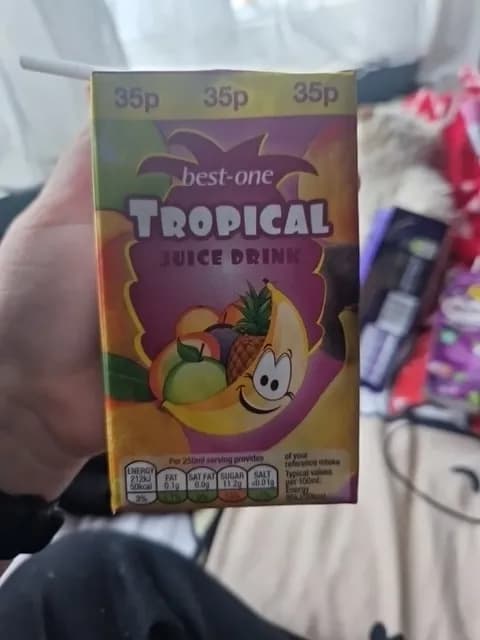 35p 35p 35p
best-one
TROPICAL
JUICE DRINK
Per 250ml serving provides
ENERGY
212kJ
50kcal
3%
FAT
0.1g
SAT FAT
0.0g
SUGAR
11.2g
SALT
<0.01g
of your
reference intake
Typical values
per 100ml:
Energy